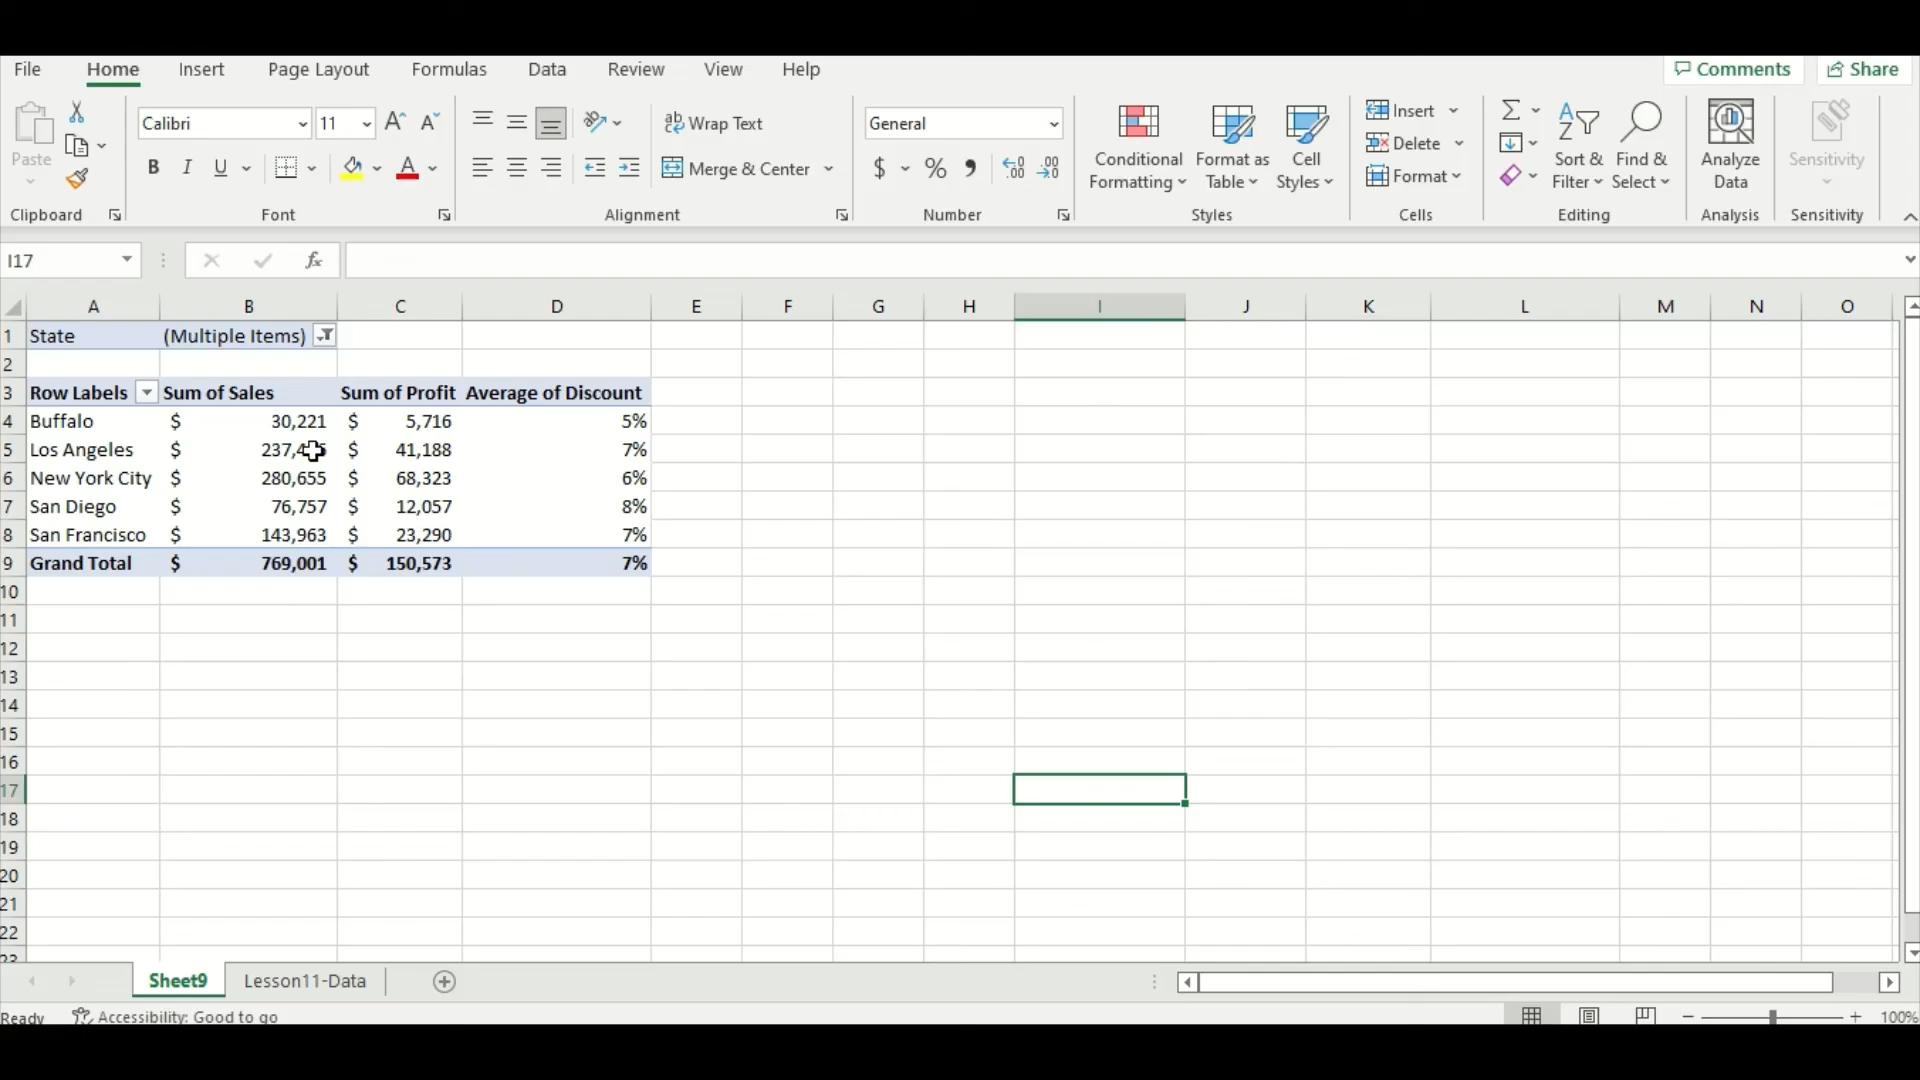 File Home Insert Page Layout Formulas Data Review View Help Comments Share
Calibri 11 Wrap Text General Insert
Paste B I U Merge & Center $ % Conditional Formatting Format as Table Cell Styles Delete Format Sort & Filter Find & Select Analyze Data Sensitivity
Clipboard Font Alignment Number Styles Cells Editing Analysis Sensitivity
I17 fx
A B C D E F G H I J K L M N O
1 State (Multiple Items)
2
3 Row Labels Sum of Sales Sum of Profit Average of Discount
4 Buffalo $ 30,221 $ 5,716 5%
5 Los Angeles $ $ 41,188 7%
6 New York City $ 280,655 $ 68,323 6%
7 San Diego $ 76,757 $ 12,057 8%
8 San Francisco $ 143,963 $ 23,290 7%
9 Grand Total $ 769,001 $ 150,573 7%
10
11
12
13
14
15
16
17
18
19
20
21
22
23
Sheet9 Lesson11-Data
Ready Accessibility: Good to go 100%